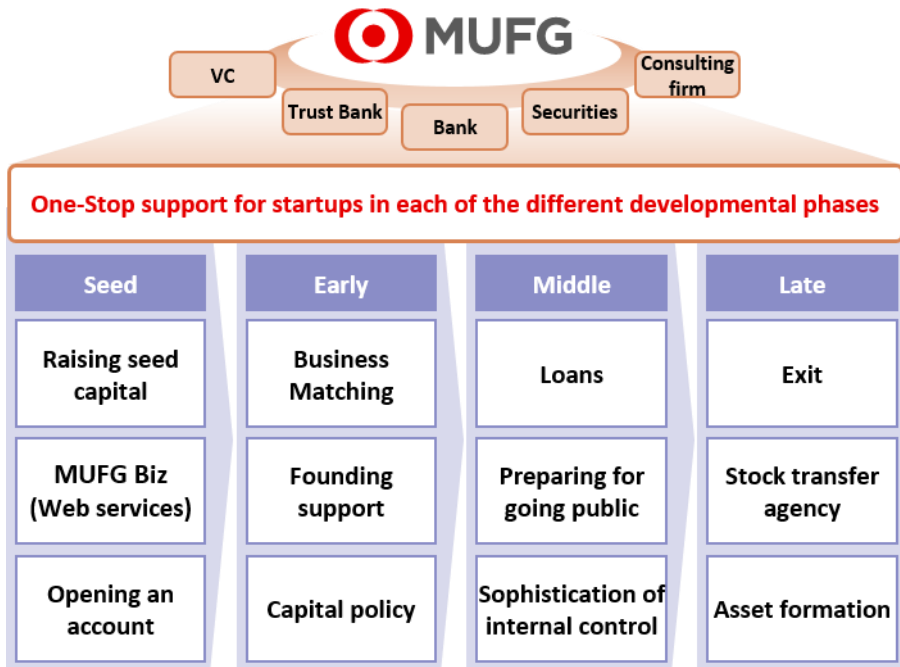 MUFG
VC
Consulting
firm
Trust Bank
Bank
Securities
One-Stop support for startups in each of the different developmental phases
Seed
Early
Middle
Late
Raising seed
capital
Business
Matching
Loans
Exit
MUFG Biz
(Web services)
Founding
support
Preparing for
going public
Stock transfer
agency
Opening an
account
Capital policy
Sophistication of
internal control
Asset formation